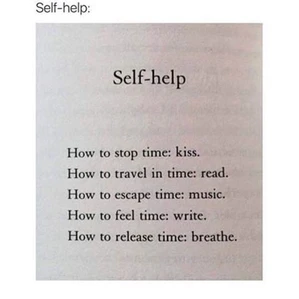 Self-help:
Self-help
How to stop time: kiss.
How to travel in time: read.
How to escape time: music.
How to feel time: write.
How to release time: breathe.